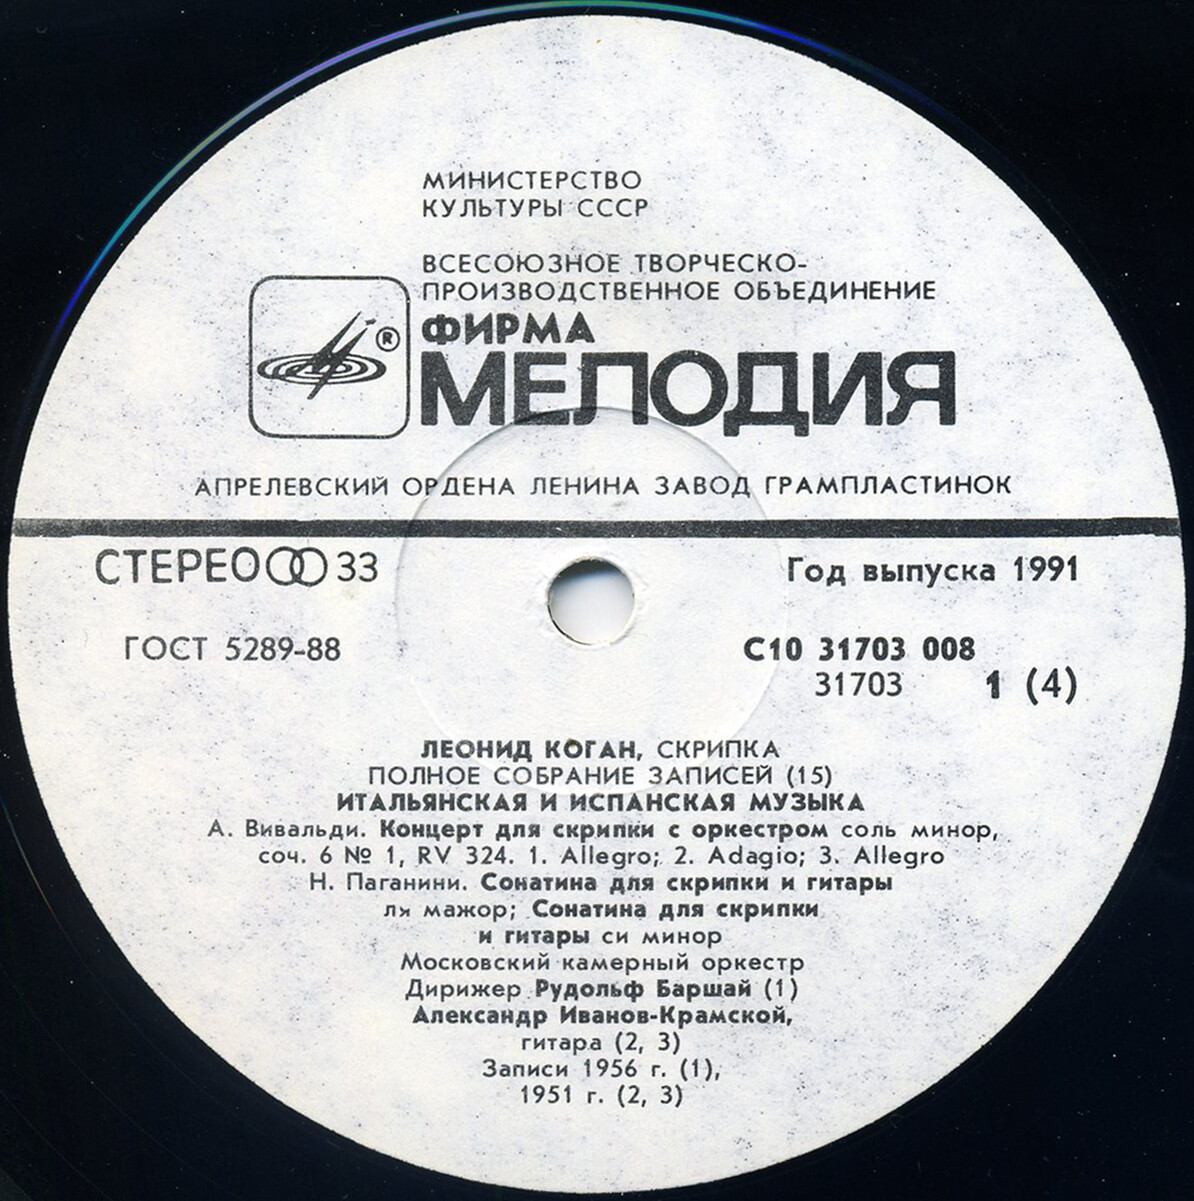 МИНИСТЕРСТВО
КУЛЬТУРЫ СССР
ВСЕСОЮЗНОЕ ТВОРЧЕСКО-
ПРОИЗВОДСТВЕННОЕ ОБЪЕДИНЕНИЕ
ФИРМА
®
МЕЛОДИЯ
АПРЕЛЕВСКИЙ ОРДЕНА ЛЕНИНА ЗАВОД ГРАМПЛАСТИНОК
СТЕРЕО 33
Год выпуска 1991
ГОСТ 5289-88
С10 31703 008
31703 1 (4)
ЛЕОНИД КОГАН, СКРИПКА
ПОЛНОЕ СОБРАНИЕ ЗАПИСЕЙ (15)
ИТАЛЬЯНСКАЯ И ИСПАНСКАЯ МУЗЫКА
А. Вивальди. Концерт для скрипки с оркестром соль минор,
соч. 6 № 1, RV 324. 1. Allegro; 2. Adagio; 3. Allegro
Н. Паганини. Сонатина для скрипки и гитары
ля мажор; Сонатина для скрипки
и гитары си минор
Московский камерный оркестр
Дирижер Рудольф Баршай (1)
Александр Иванов-Крамской,
гитара (2, 3)
Записи 1956 г. (1),
1951 г. (2, 3)